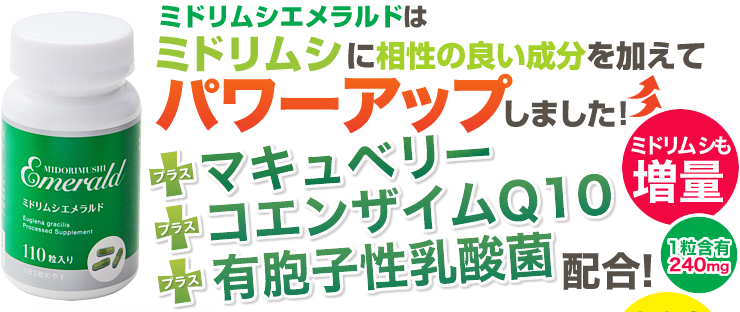 ミドリムシエメラルドは
ミドリムシに相性の良い成分を加えて
パワーアップしました!
プラス マキュベリー
プラス コエンザイムQ10
プラス 有胞子性乳酸菌 配合!
ミドリムシも
増量
1粒含有
240mg
MIDORIMUSHI
Emerald
ミドリムシエメラルド
Euglena gracilis
Processed Supplement
110粒入り